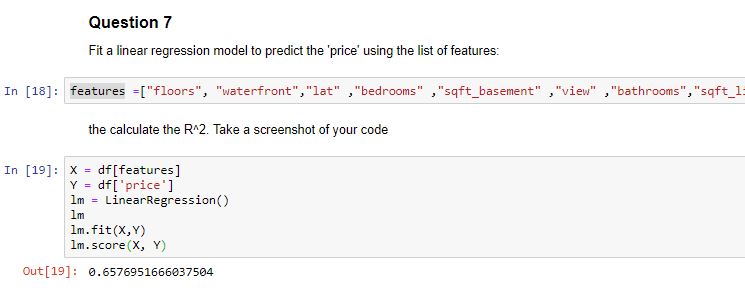 Question 7
Fit a linear regression model to predict the 'price' using the list of features:
In [18]: features =["floors", "waterfront","lat" ,"bedrooms" ,"sqft_basement" ,"view" ,"bathrooms","sqft_li
the calculate the R^2. Take a screenshot of your code
In [19]: X = df[features]
Y = df['price']
lm = LinearRegression()
lm
lm.fit(X,Y)
lm.score(X, Y)
Out[19]: 0.6576951666037504